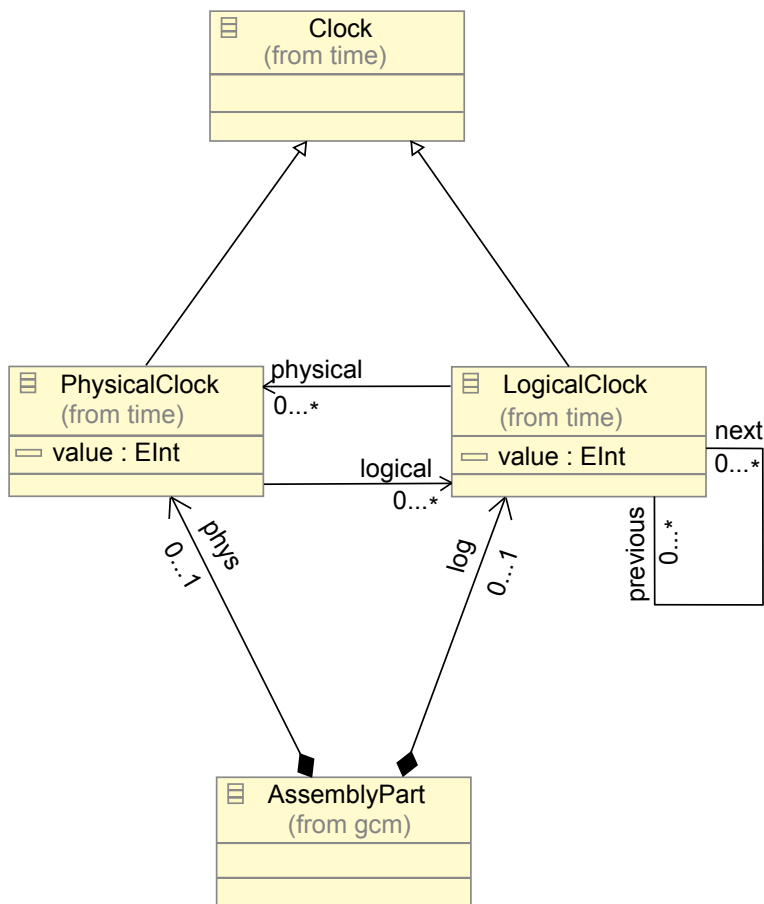 Clock
(from time)
PhysicalClock
(from time)
value : EInt
physical
0...*
LogicalClock
(from time)
value : EInt
next
0...*
logical
0...*
previous
0...*
phys
0...1
log
0...1
AssemblyPart
(from gcm)